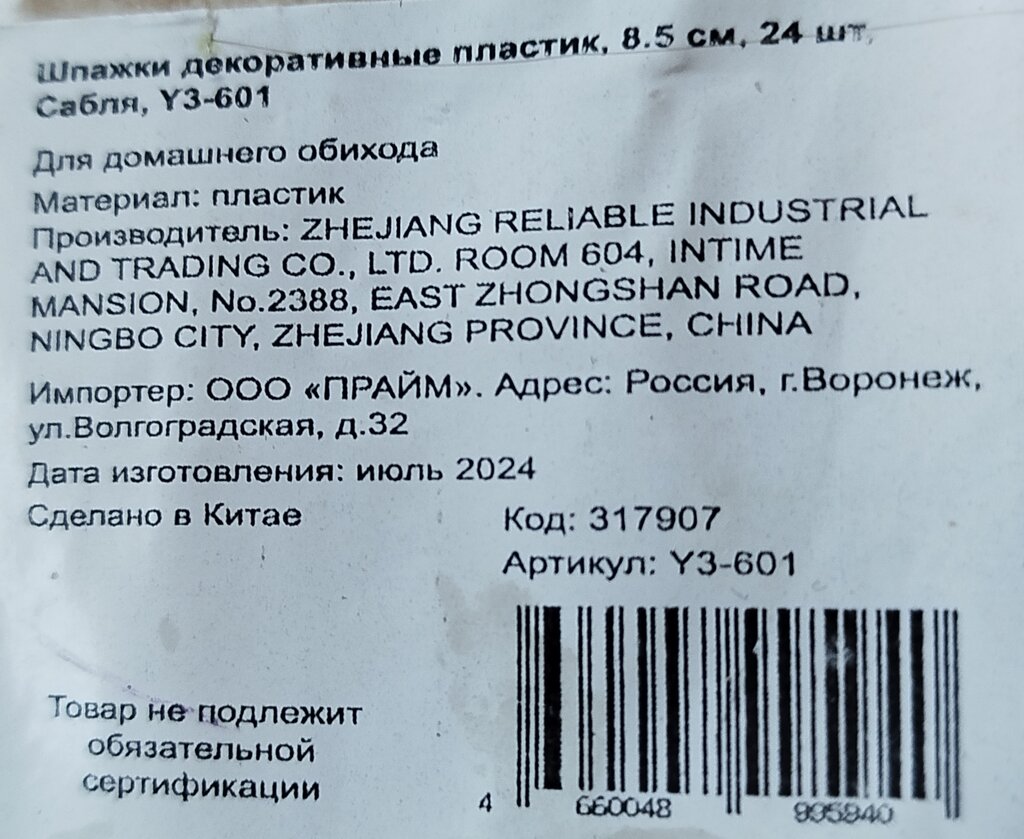 Шпажки декоративные пластик, 8.5 см, 24 шт,
Сабля, Y3-601
Для домашнего обихода
Материал: пластик
Производитель: ZHEJIANG RELIABLE INDUSTRIAL
AND TRADING CO., LTD. ROOM 604, INTIME
MANSION, No.2388, EAST ZHONGSHAN ROAD,
NINGBO CITY, ZHEJIANG PROVINCE, CHINA
Импортер: ООО «ПРАЙМ». Адрес: Россия, г.Воронеж,
ул.Волгоградская, д.32
Дата изготовления: июль 2024
Сделано в Китае
Код: 317907
Артикул: Y3-601
Товар не подлежит
обязательной
сертификации
4 660048 995840